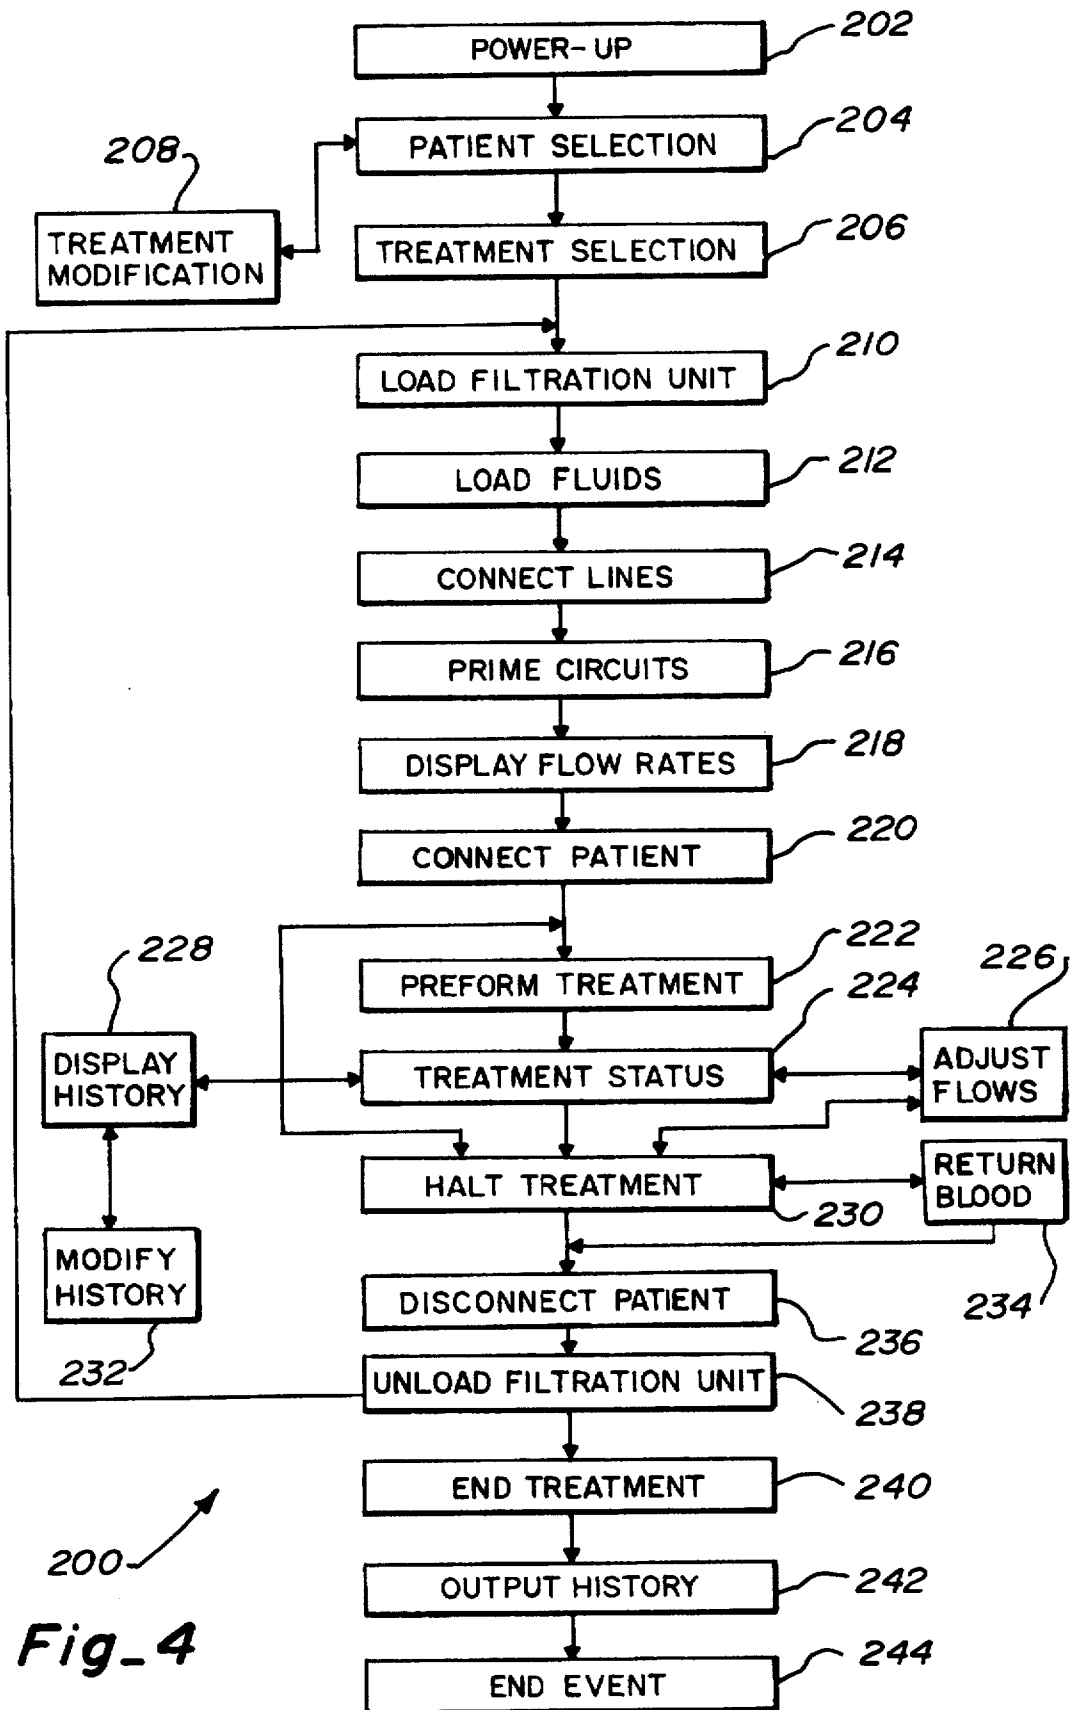 POWER-UP
202
PATIENT SELECTION
204
208
TREATMENT
MODIFICATION
TREATMENT SELECTION
206
LOAD FILTRATION UNIT
210
LOAD FLUIDS
212
CONNECT LINES
214
PRIME CIRCUITS
216
DISPLAY FLOW RATES
218
CONNECT PATIENT
220
PREFORM TREATMENT
222
228
DISPLAY
HISTORY
TREATMENT STATUS
224
226
ADJUST
FLOWS
HALT TREATMENT
230
RETURN
BLOOD
234
MODIFY
HISTORY
232
DISCONNECT PATIENT
236
UNLOAD FILTRATION UNIT
238
END TREATMENT
240
200
OUTPUT HISTORY
242
END EVENT
244
Fig_4